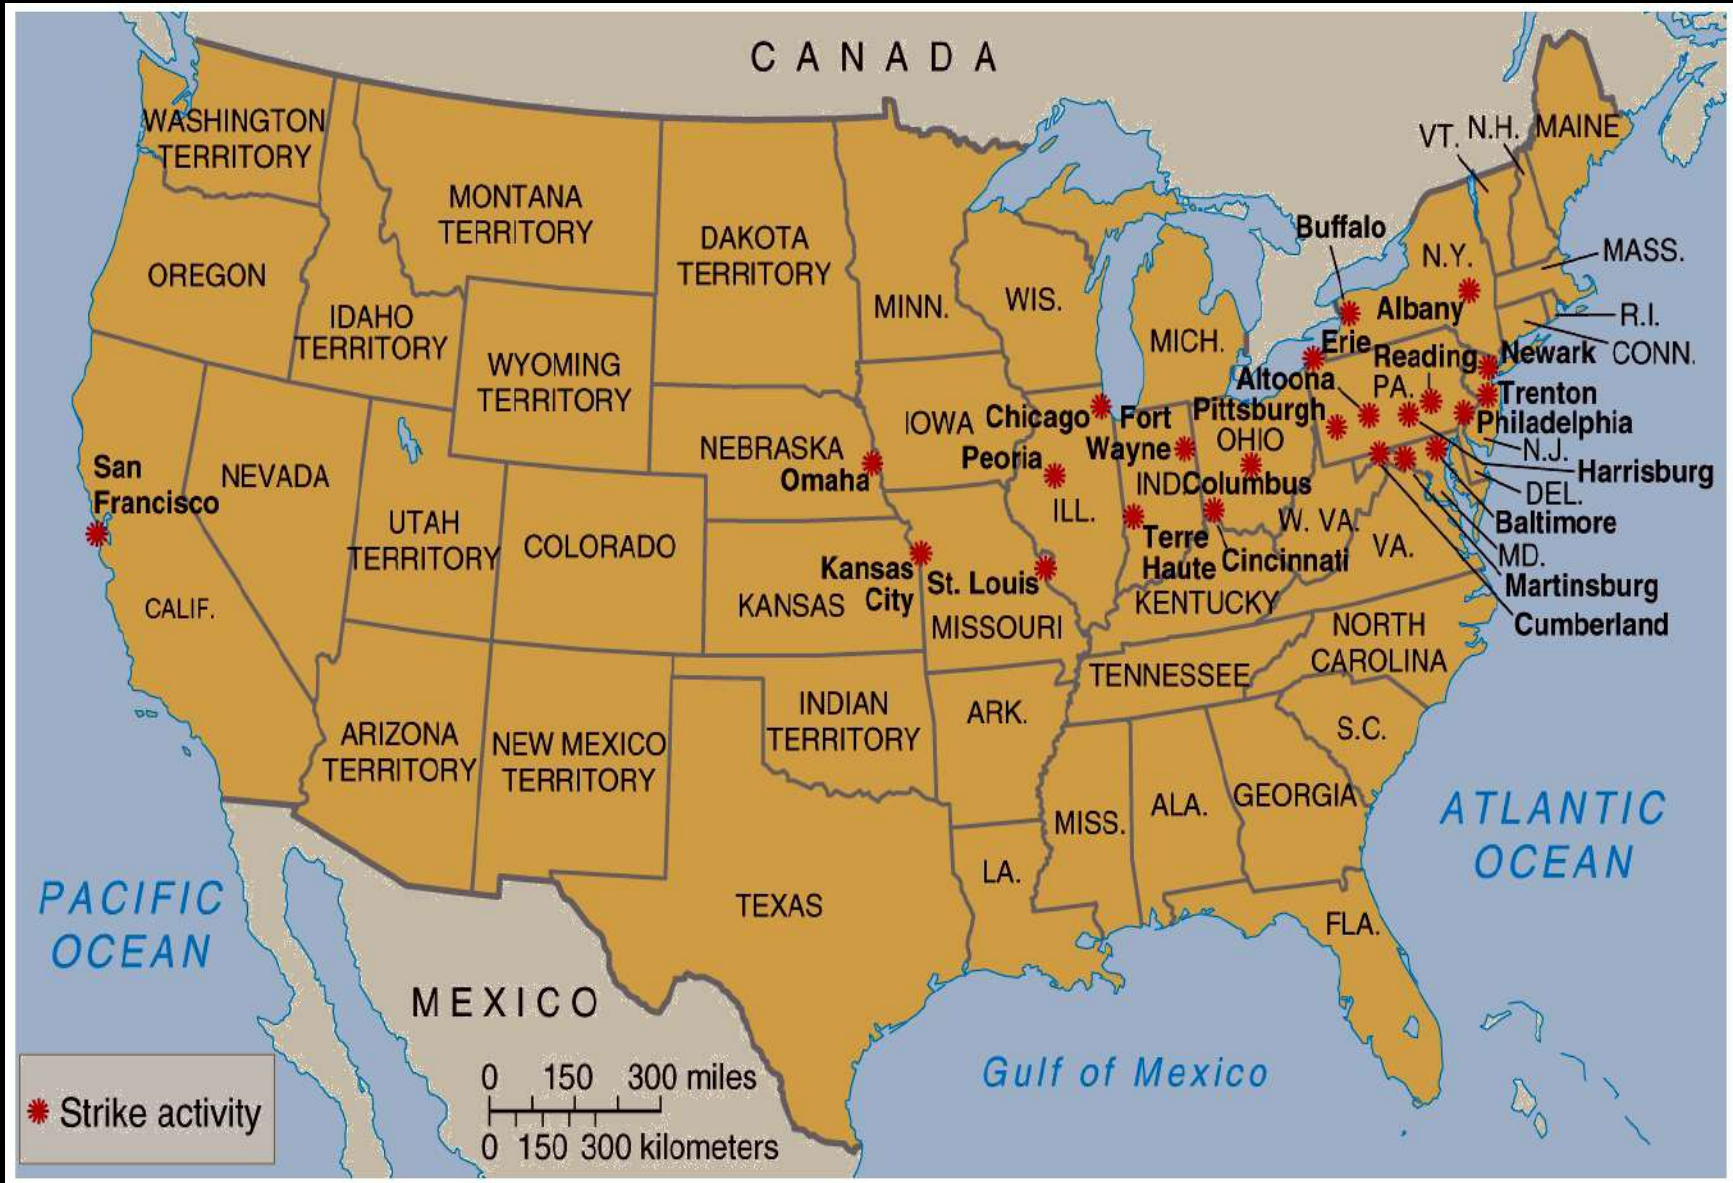 CANADA
WASHINGTON
TERRITORY
MONTANA
TERRITORY
DAKOTA
TERRITORY
MINN.
WIS.
MICH.
VT.
N.H.
MAINE
MASS.
R.I.
CONN.
N.Y.
Buffalo
Albany
Erie
Reading
Newark
Altoona
PA.
Trenton
Pittsburgh
Philadelphia
OREGON
IDAHO
TERRITORY
WYOMING
TERRITORY
NEBRASKA
Omaha
IOWA
Chicago
Peoria
Fort
Wayne
OHIO
N.J.
Harrisburg
DEL.
Baltimore
MD.
Martinsburg
Cumberland
San
Francisco
NEVADA
UTAH
TERRITORY
COLORADO
KANSAS
Kansas
City
St. Louis
MISSOURI
ILL.
IND.
Columbus
Terre
Haute
Cincinnati
W. VA.
VA.
KENTUCKY
CALIF.
ARIZONA
TERRITORY
NEW MEXICO
TERRITORY
INDIAN
TERRITORY
ARK.
TENNESSEE
NORTH
CAROLINA
S.C.
GEORGIA
ALA.
MISS.
LA.
TEXAS
FLA.
PACIFIC
OCEAN
ATLANTIC
OCEAN
MEXICO
Gulf of Mexico
Strike activity
0 150 300 miles
0 150 300 kilometers